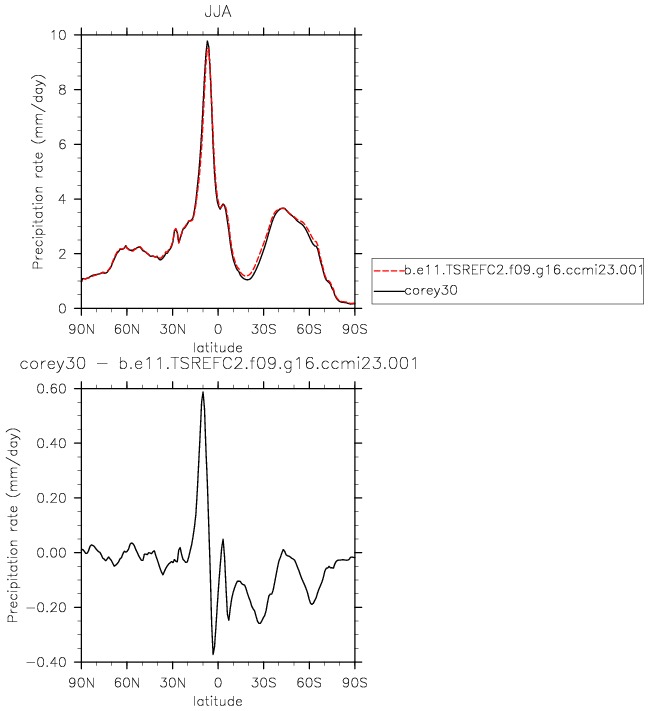 JJA
Precipitation rate (mm/day)
10
8
6
4
2
0
90N 60N 30N 0 30S 60S 90S
latitude
b.e11.TSREFC2.f09.g16.ccmi23.001
corey30
corey30 − b.e11.TSREFC2.f09.g16.ccmi23.001
Precipitation rate (mm/day)
0.60
0.40
0.20
0.00
−0.20
−0.40
90N 60N 30N 0 30S 60S 90S
latitude